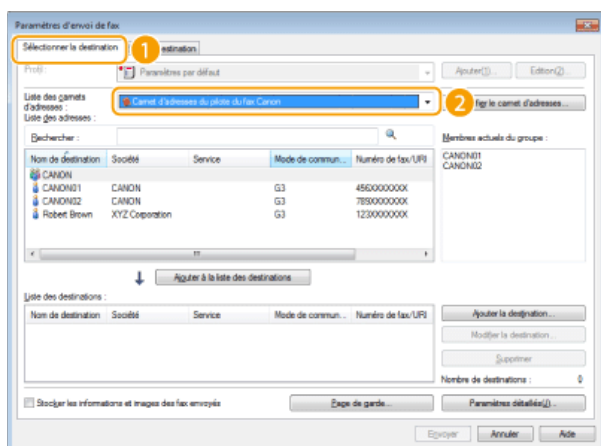 Paramètres d'envoi de fax
Sélectionner la destination 1 estination
Profil : Paramètres par défaut Ajouter(1)... Edition(2)...
Liste des carnets d'adresses : Carnet d'adresses du pilote du fax Canon 2 fier le carnet d'adresses...
Liste des adresses :
Rechercher : Membres actuels du groupe :
Nom de destination Société Service Mode de commun... Numéro de fax/URI
CANON
CANON01 CANON G3 456XXXXXXX
CANON02 CANON G3 789XXXXXXX
Robert Brown XYZ Corporation G3 123XXXXXXX
CANON01
CANON02
Ajouter à la liste des destinations
Liste des destinations :
Nom de destination Société Service Mode de commun... Numéro de fax/URI
Ajouter la destination...
Modifier la destination...
Supprimer
Nombre de destinations : 0
Stocker les informations et images des fax envoyés Page de garde... Paramètres détaillés(J)...
Envoyer Annuler Aide